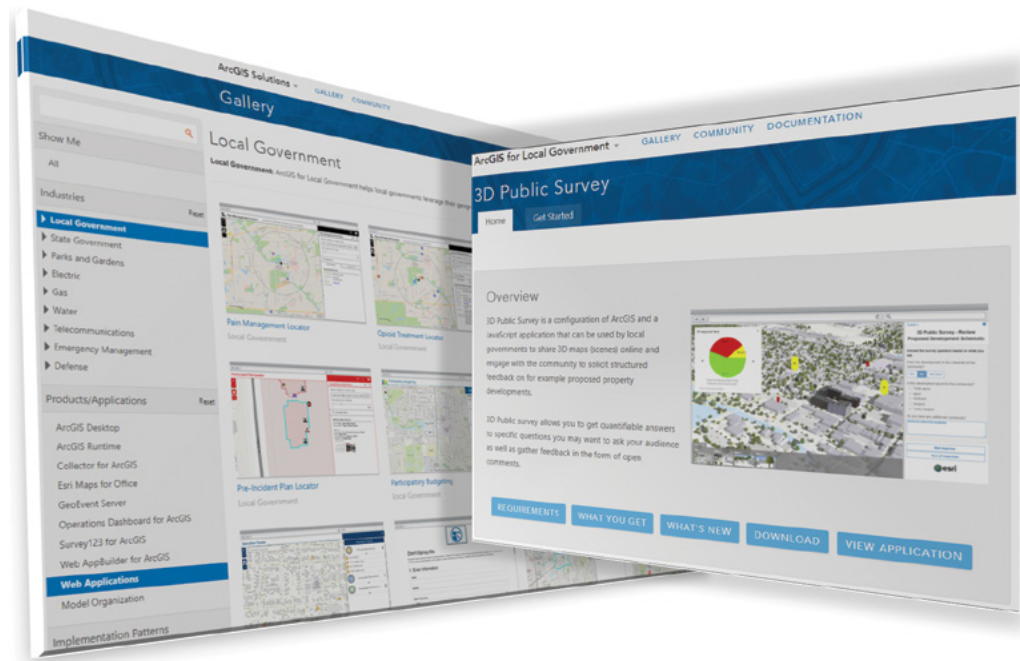 ArcGIS Solutions
GALLERY COMMUNITY
Gallery
Show Me
All
Industries
Reset
Local Government
State Government
Parks and Gardens
Electric
Gas
Water
Telecommunications
Emergency Management
Defense
Products/Applications
Reset
ArcGIS Desktop
ArcGIS Runtime
Collector for ArcGIS
Esri Maps for Office
GeoEvent Server
Operations Dashboard for ArcGIS
Survey123 for ArcGIS
Web AppBuilder for ArcGIS
Web Applications
Model Organization
Implementation Patterns
Local Government
Local Government: ArcGIS for Local Government helps local governments leverage their
Pain Management Locator
Local Government
Opioid Treatment Locator
Local Government
Pre-Incident Plan Locator
Local Government
Participatory Budgeting
Local Government
ArcGIS for Local Government
GALLERY COMMUNITY DOCUMENTATION
3D Public Survey
Home Get Started
Overview
3D Public Survey is a configuration of ArcGIS and a
JavaScript application that can be used by local
governments to share 3D maps (scenes) online and
engage with the community to solicit structured
feedback on for example proposed property
developments.
3D Public survey allows you to get quantifiable answers
to specific questions you may want to ask your audience
as well as gather feedback in the form of open
comments.
3D Public Survey - Review
Proposed Development Schematic
esri
REQUIREMENTS WHAT YOU GET WHAT'S NEW DOWNLOAD VIEW APPLICATION